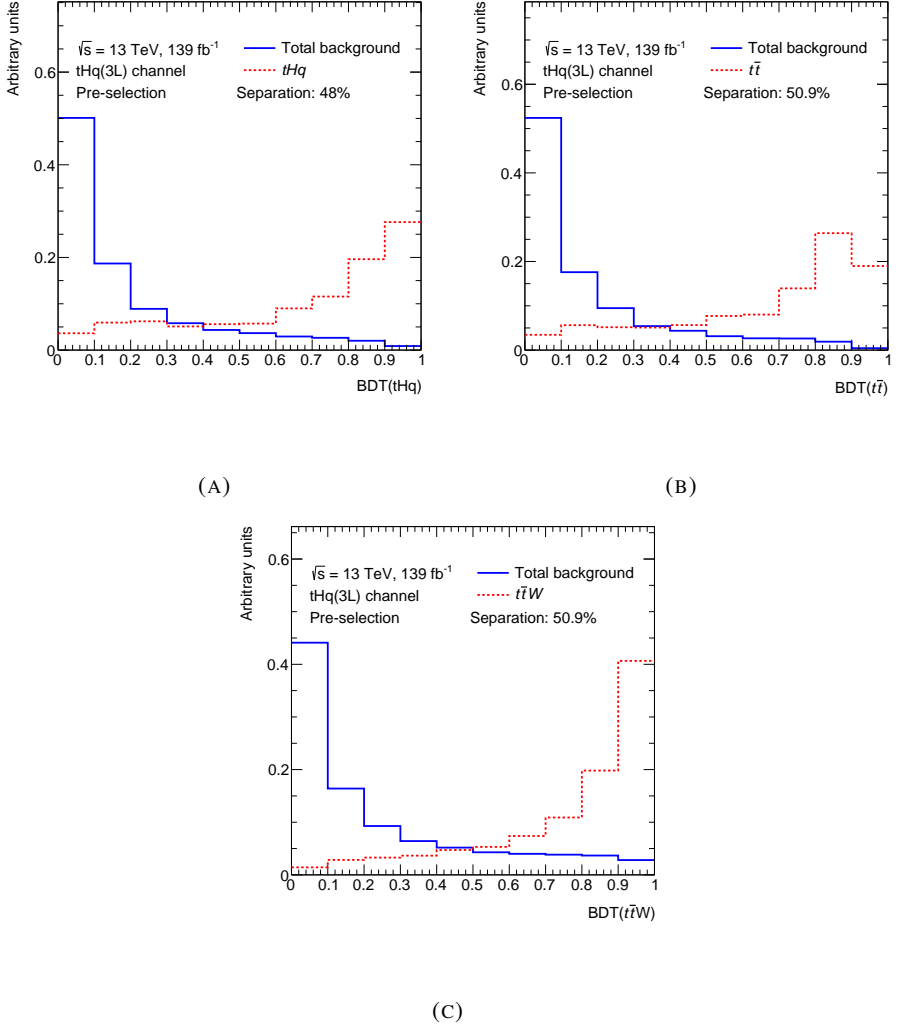 Arbitrary units
√s = 13 TeV, 139 fb⁻¹
tHq(3L) channel
Pre-selection
Total background
tHq
Separation: 48%
0.6
0.4
0.2
0
0 0.1 0.2 0.3 0.4 0.5 0.6 0.7 0.8 0.9 1
BDT(tHq)
(A)
Arbitrary units
√s = 13 TeV, 139 fb⁻¹
tHq(3L) channel
Pre-selection
Total background
tt̄
Separation: 50.9%
0.6
0.4
0.2
0
0 0.1 0.2 0.3 0.4 0.5 0.6 0.7 0.8 0.9 1
BDT(tt̄)
(B)
Arbitrary units
√s = 13 TeV, 139 fb⁻¹
tHq(3L) channel
Pre-selection
Total background
tt̄W
Separation: 50.9%
0.6
0.4
0.2
0
0 0.1 0.2 0.3 0.4 0.5 0.6 0.7 0.8 0.9 1
BDT(tt̄W)
(C)